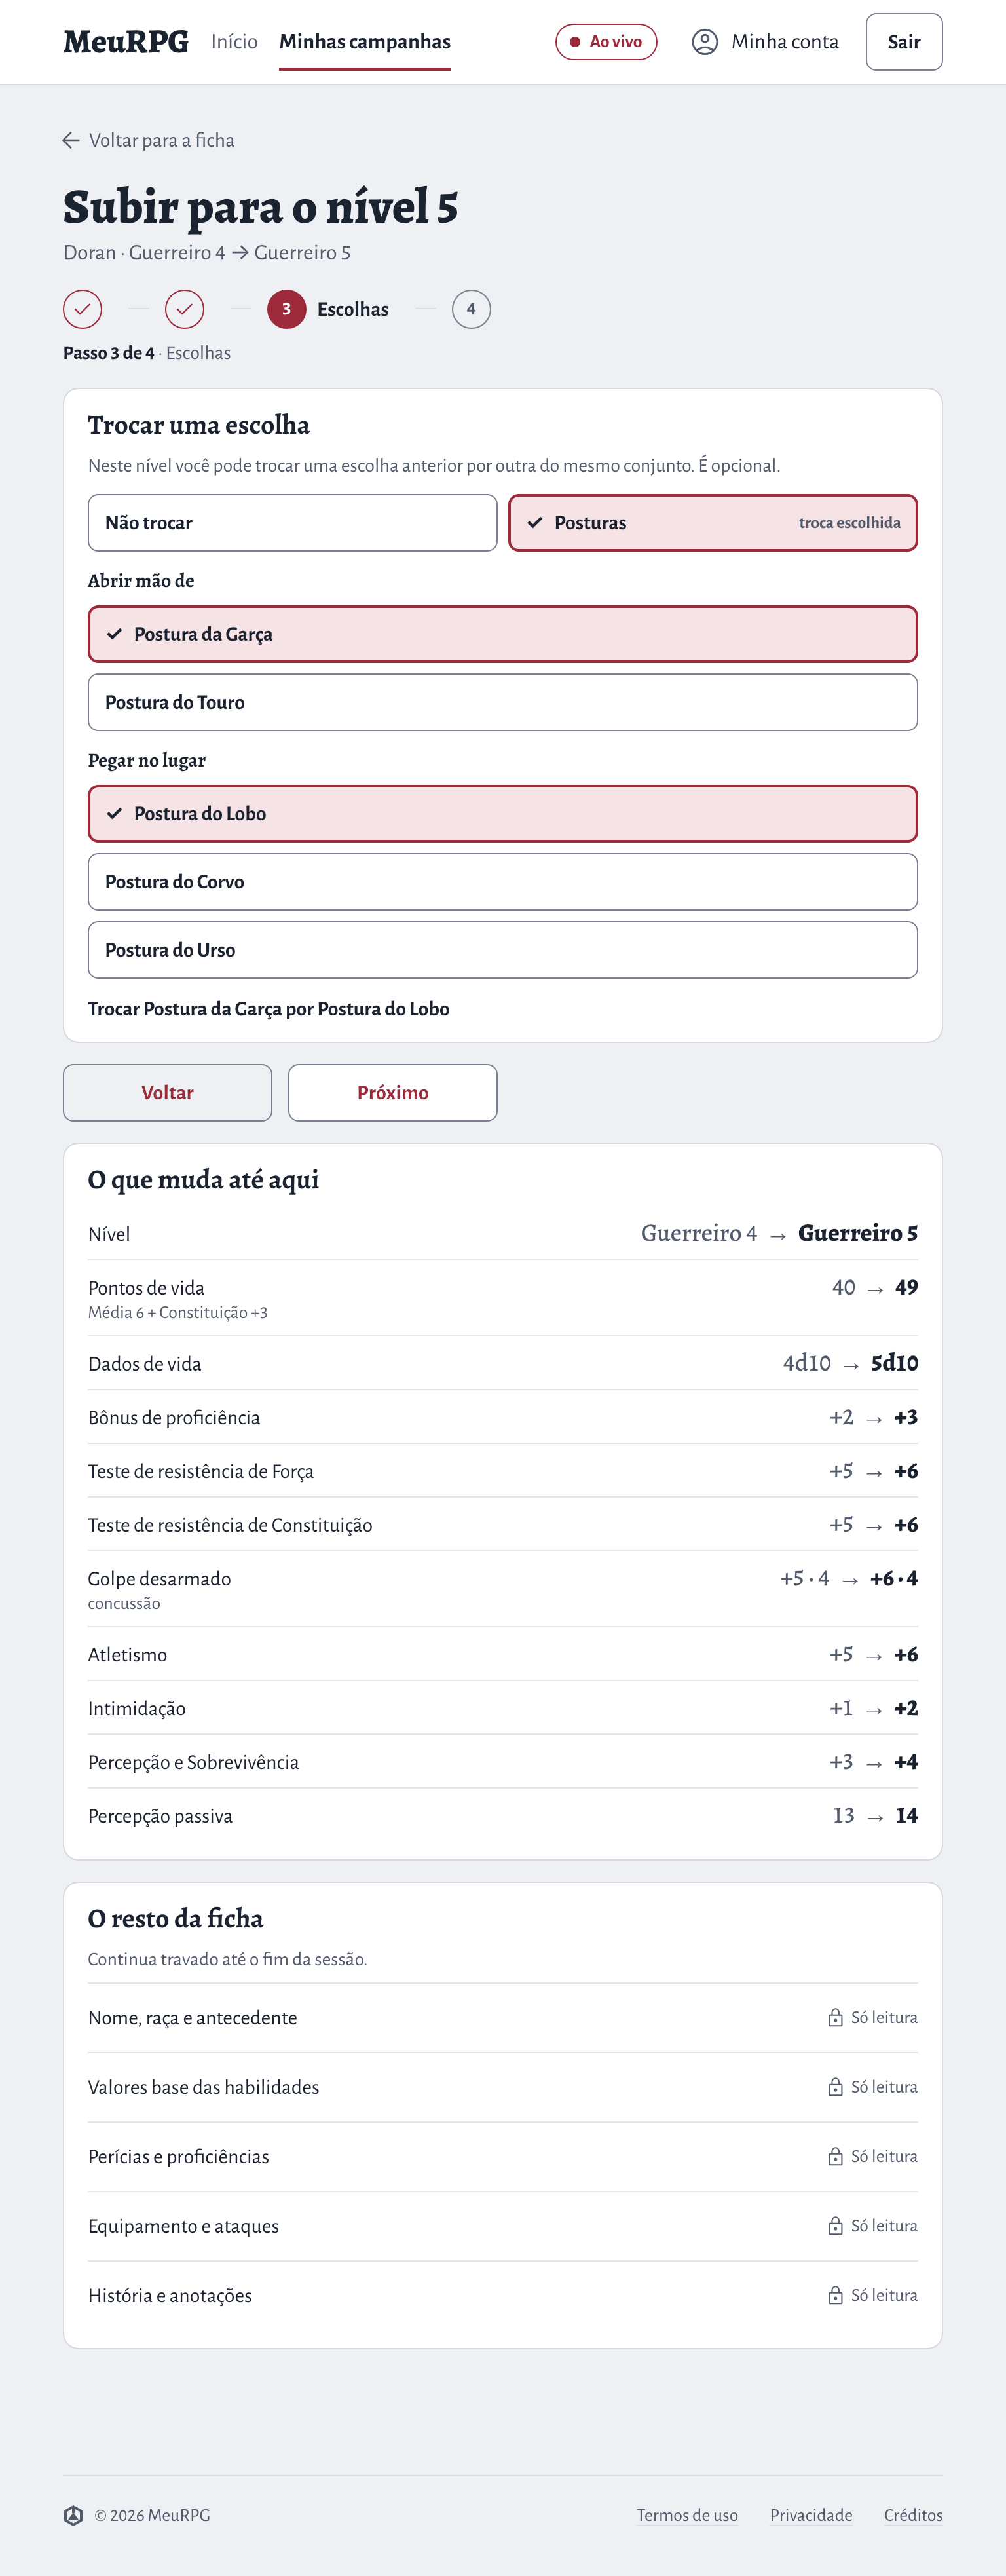 MeuRPG Início Minhas campanhas Ao vivo Minha conta Sair
Voltar para a ficha
Subir para o nível 5
Doran · Guerreiro 4 → Guerreiro 5
3 Escolhas 4
Passo 3 de 4 · Escolhas
Trocar uma escolha
Neste nível você pode trocar uma escolha anterior por outra do mesmo conjunto. É opcional.
Não trocar
Posturas troca escolhida
Abrir mão de
Postura da Garça
Postura do Touro
Pegar no lugar
Postura do Lobo
Postura do Corvo
Postura do Urso
Trocar Postura da Garça por Postura do Lobo
Voltar Próximo
O que muda até aqui
Nível Guerreiro 4 → Guerreiro 5
Pontos de vida 40 → 49
Média 6 + Constituição +3
Dados de vida 4d10 → 5d10
Bônus de proficiência +2 → +3
Teste de resistência de Força +5 → +6
Teste de resistência de Constituição +5 → +6
Golpe desarmado +5 · 4 → +6 · 4
concussão
Atletismo +5 → +6
Intimidação +1 → +2
Percepção e Sobrevivência +3 → +4
Percepção passiva 13 → 14
O resto da ficha
Continua travado até o fim da sessão.
Nome, raça e antecedente Só leitura
Valores base das habilidades Só leitura
Perícias e proficiências Só leitura
Equipamento e ataques Só leitura
História e anotações Só leitura
© 2026 MeuRPG Termos de uso Privacidade Créditos